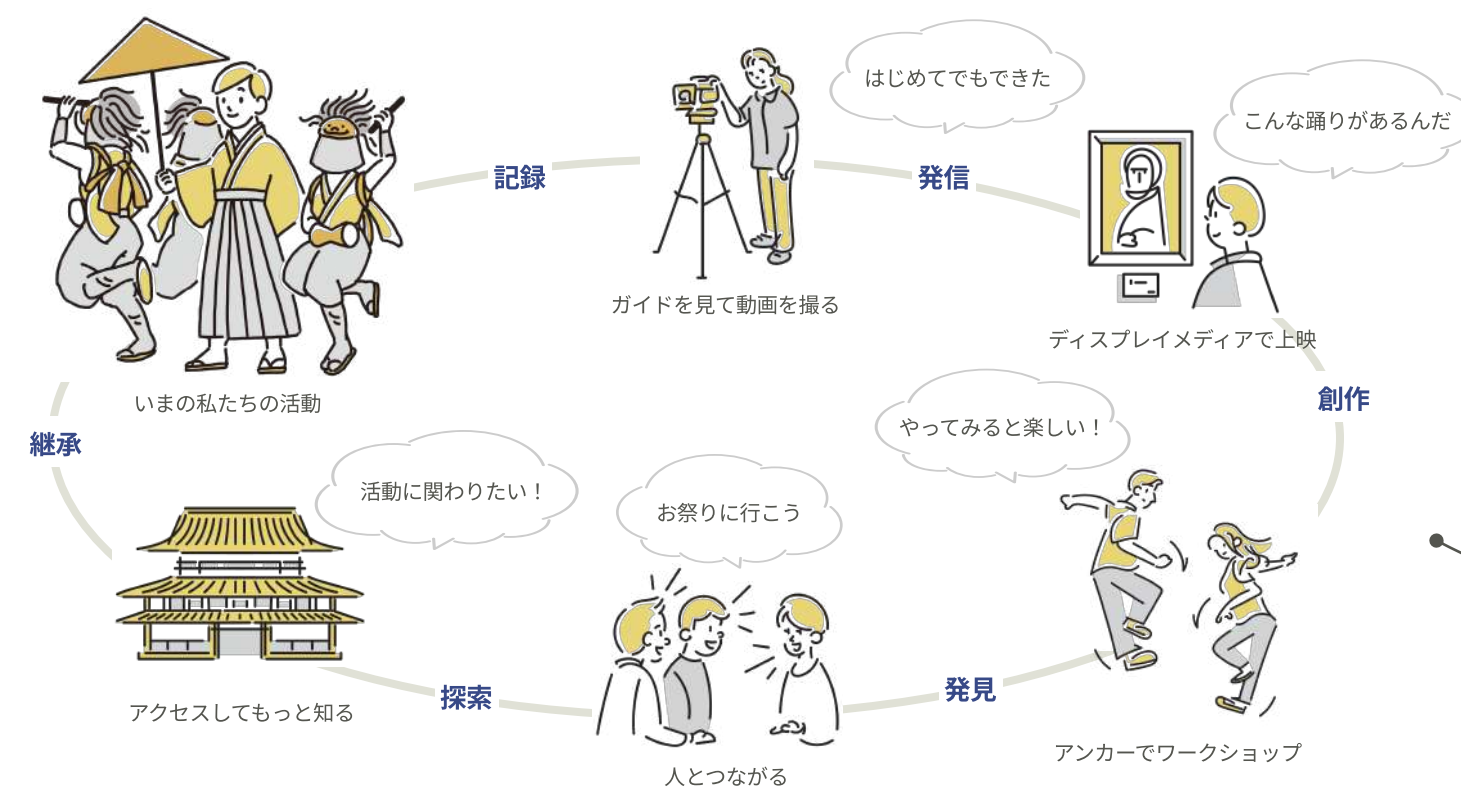 はじめてでもできた
こんな踊りがあるんだ
記録
発信
ガイドを見て動画を撮る
ディスプレイメディアで上映
いまの私たちの活動
創作
継承
やってみると楽しい！
活動に関わりたい！
お祭りに行こう
発見
探索
アクセスしてもっと知る
アンカーでワークショップ
人とつながる